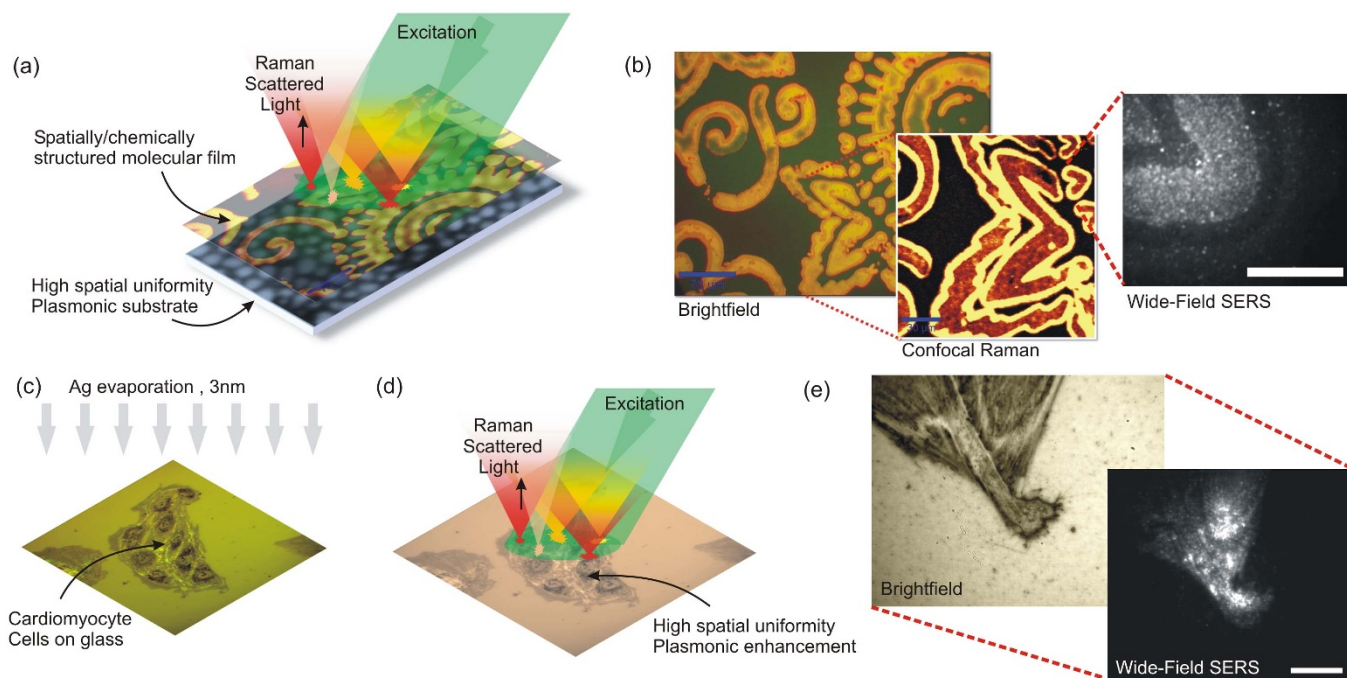 (a)
Excitation
Raman
Scattered
Light
Spatially/chemically
structured molecular film
High spatial uniformity
Plasmonic substrate
(b)
Brightfield
Confocal Raman
Wide-Field SERS
(c)
Ag evaporation , 3nm
Cardiomyocyte
Cells on glass
(d)
Excitation
Raman
Scattered
Light
High spatial uniformity
Plasmonic enhancement
(e)
Brightfield
Wide-Field SERS